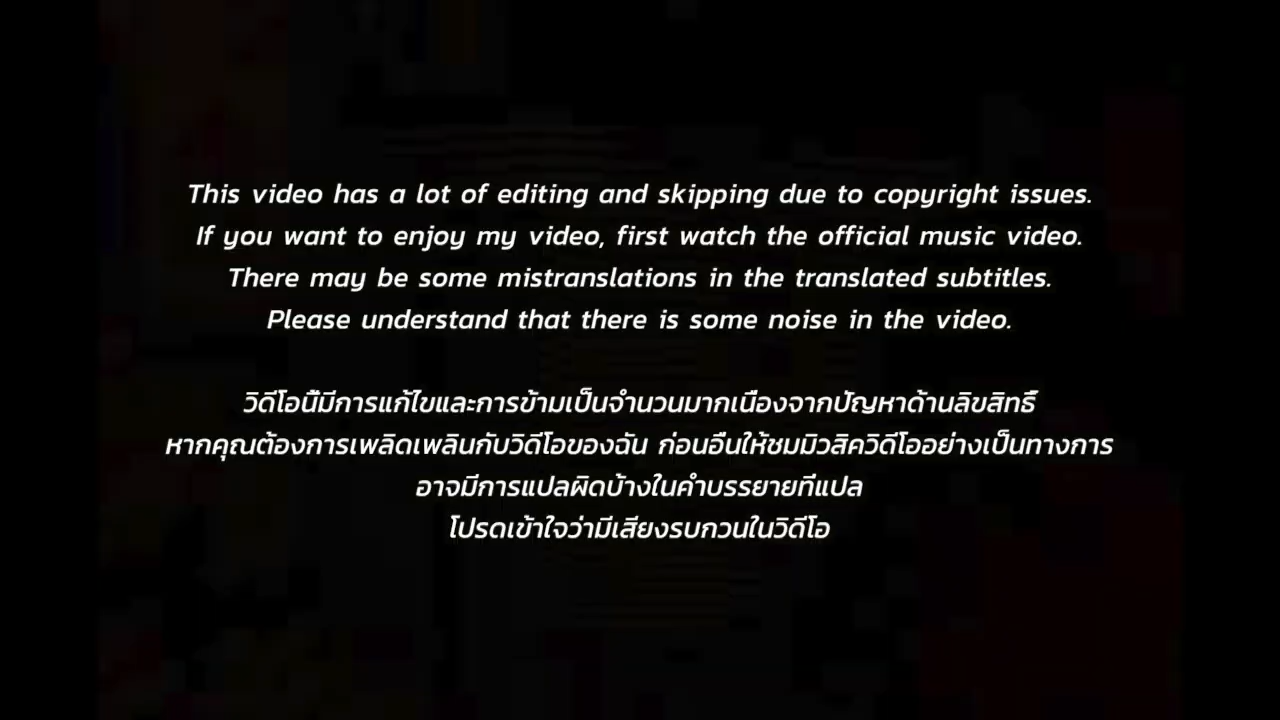 This video has a lot of editing and skipping due to copyright issues.
If you want to enjoy my video, first watch the official music video.
There may be some mistranslations in the translated subtitles.
Please understand that there is some noise in the video.
วิดีโอนี้มีการแก้ไขและการข้ามเป็นจำนวนมากเนื่องจากปัญหาด้านลิขสิทธิ์
หากคุณต้องการเพลิดเพลินกับวิดีโอของฉัน ก่อนอื่นให้ชมมิวสิควิดีโออย่างเป็นทางการ
อาจมีการแปลผิดบ้างในคำบรรยายที่แปล
โปรดเข้าใจว่ามีเสียงรบกวนในวิดีโอ